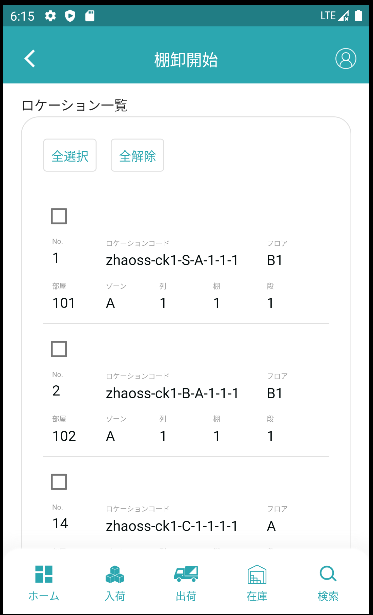 6:15 LTE
棚卸開始
ロケーション一覧
全選択 全解除
No. ロケーションコード フロア
1 zhaoss-ck1-S-A-1-1-1 B1
部屋 ゾーン 列 棚 段
101 A 1 1 1
No. ロケーションコード フロア
2 zhaoss-ck1-B-A-1-1-1 B1
部屋 ゾーン 列 棚 段
102 A 1 1 1
No. ロケーションコード フロア
14 zhaoss-ck1-C-1-1-1-1 A
ホーム 入荷 出荷 在庫 検索